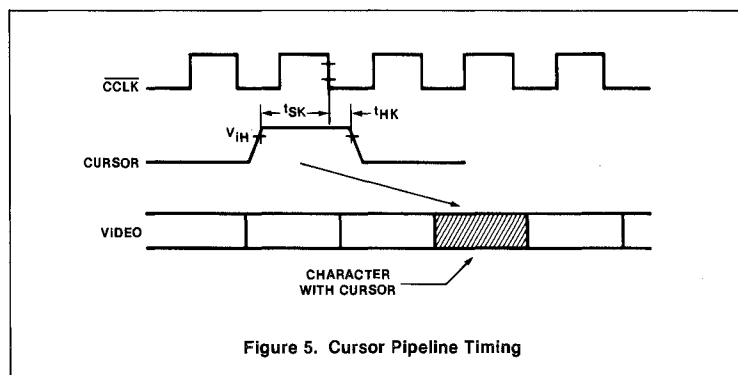 CCLK
tSK
tHK
ViH
CURSOR
ViDEO
CHARACTER
WITH CURSOR
Figure 5. Cursor Pipeline Timing